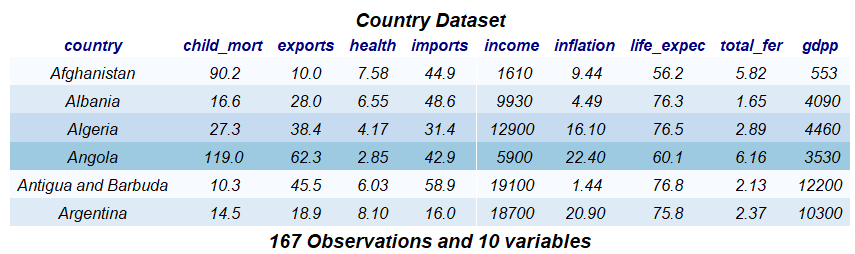 Country Dataset
country child_mort exports health imports income inflation life_expec total_fer gdpp
Afghanistan 90.2 10.0 7.58 44.9 1610 9.44 56.2 5.82 553
Albania 16.6 28.0 6.55 48.6 9930 4.49 76.3 1.65 4090
Algeria 27.3 38.4 4.17 31.4 12900 16.10 76.5 2.89 4460
Angola 119.0 62.3 2.85 42.9 5900 22.40 60.1 6.16 3530
Antigua and Barbuda 10.3 45.5 6.03 58.9 19100 1.44 76.8 2.13 12200
Argentina 14.5 18.9 8.10 16.0 18700 20.90 75.8 2.37 10300
167 Observations and 10 variables